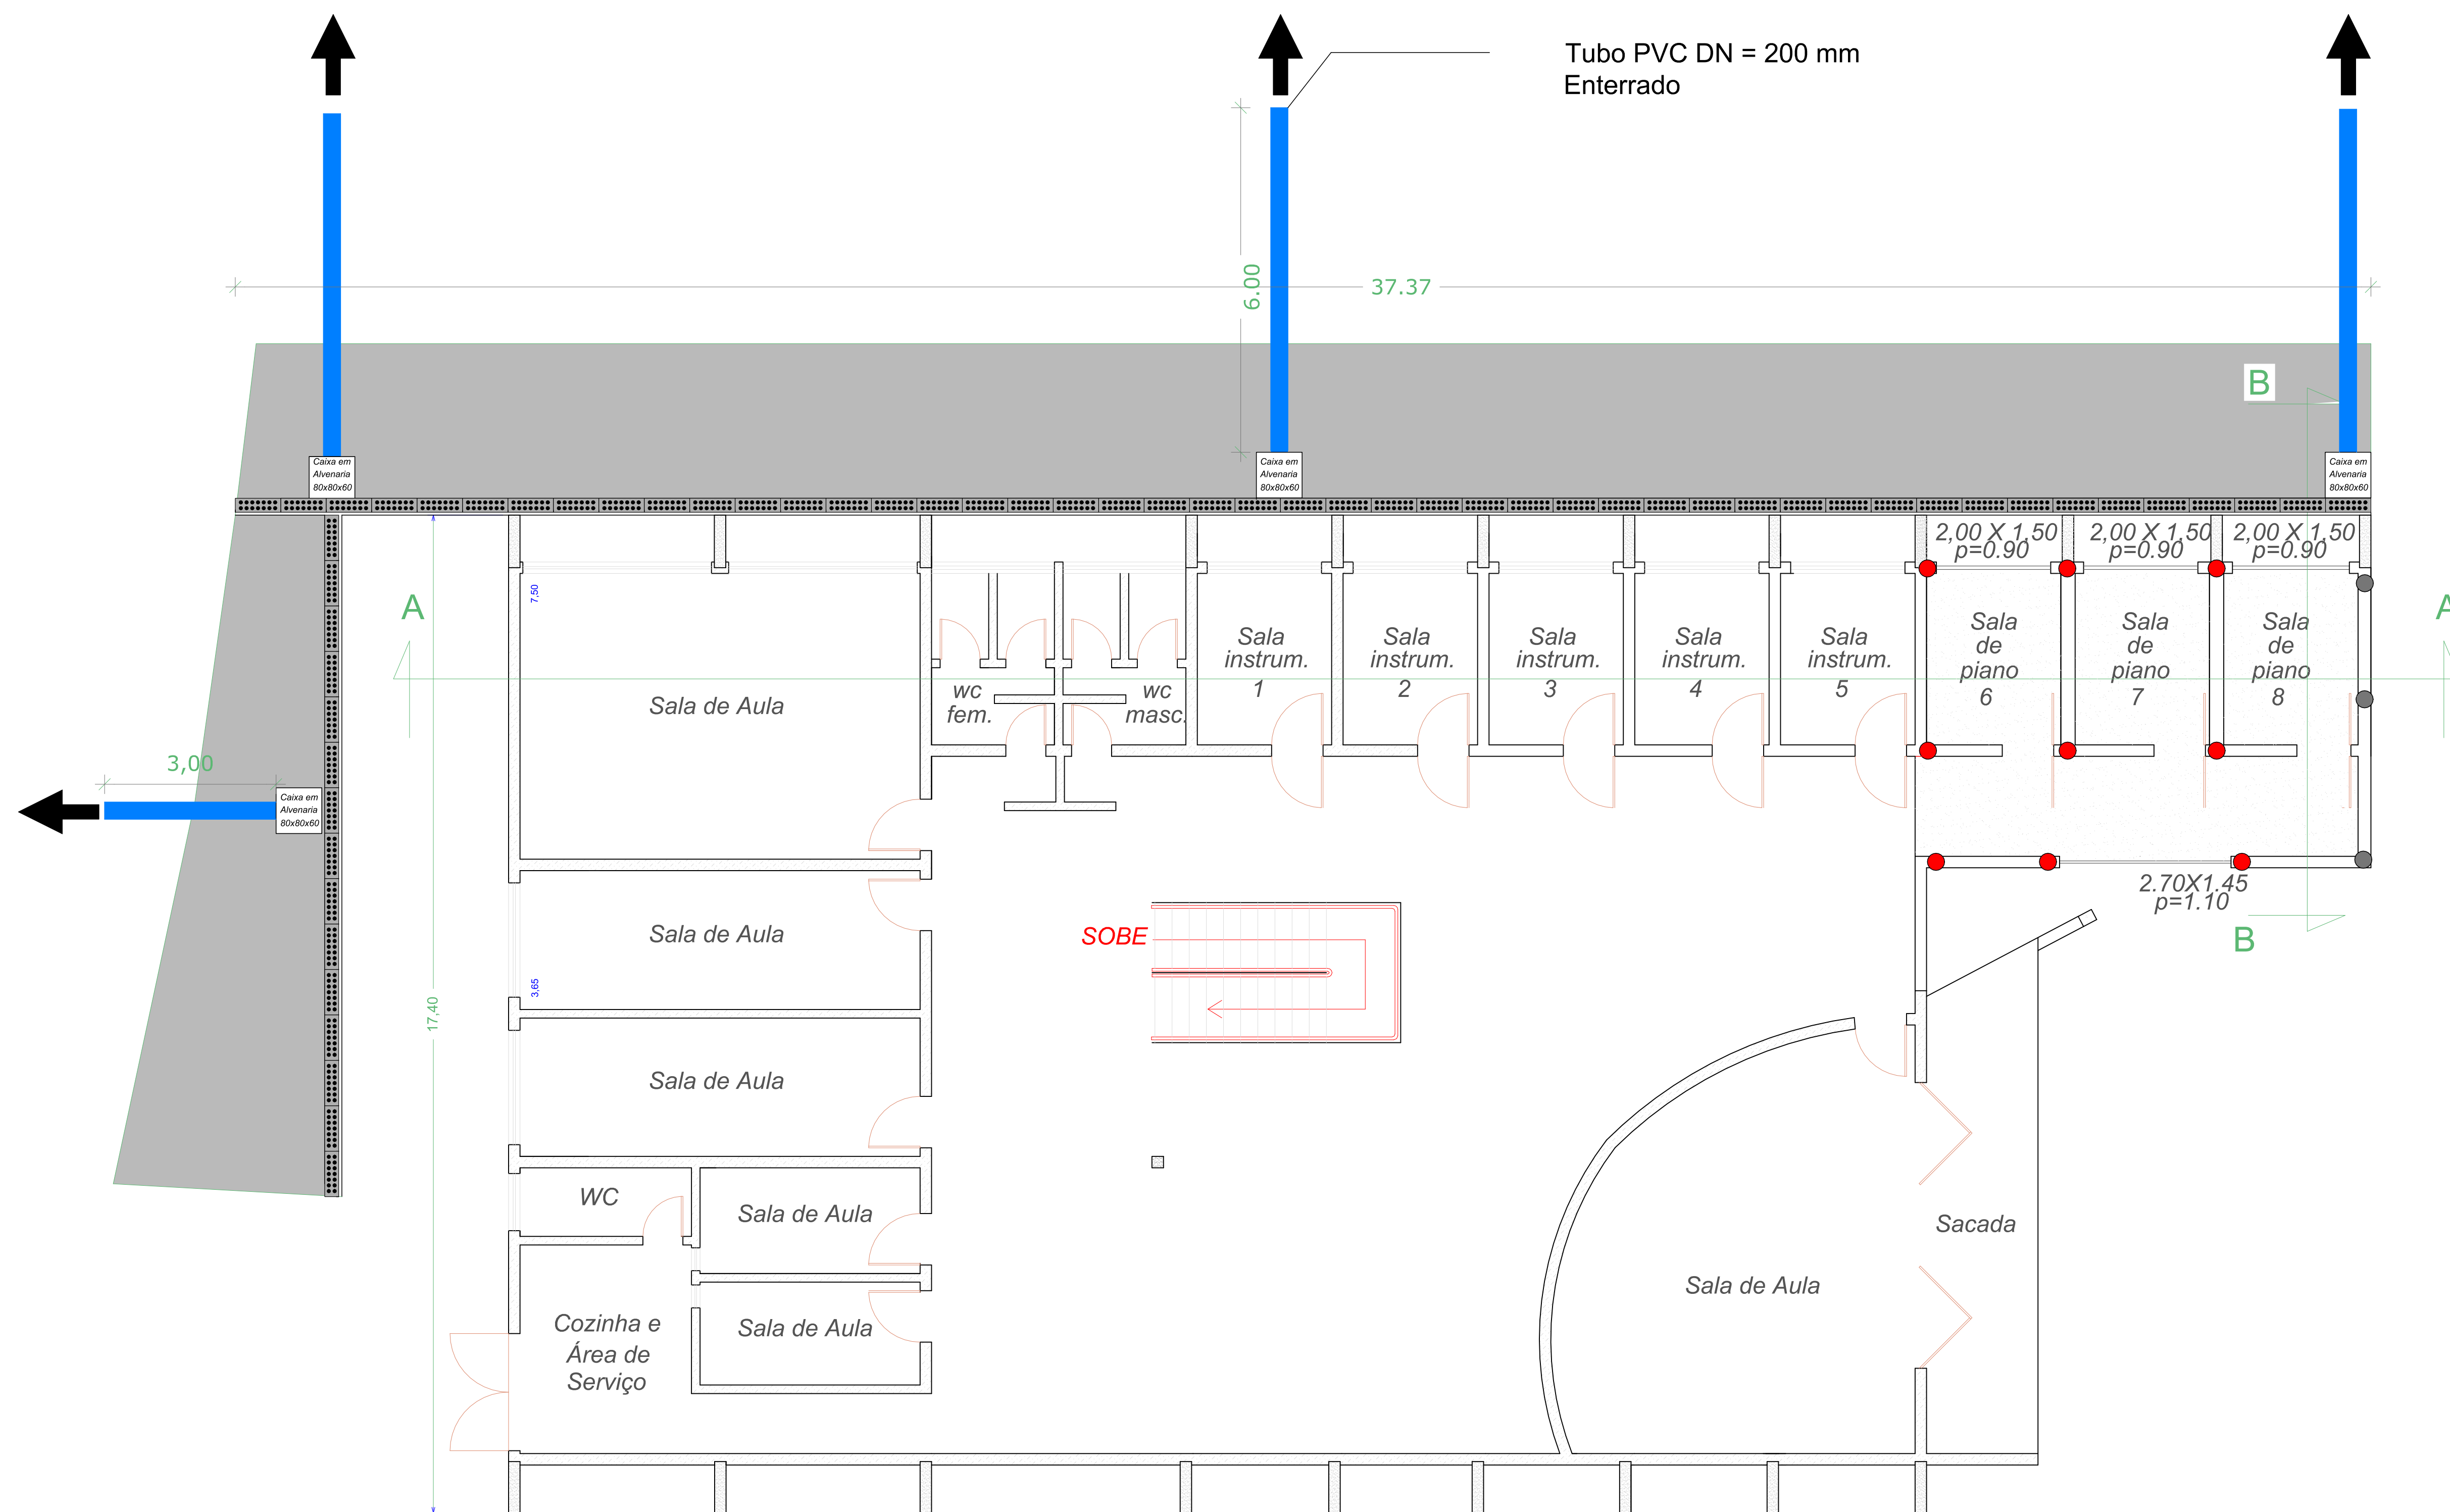 Tubo PVC DN = 200 mm
Enterrado
6.00
37.37
B
Caixa em
Alvenaria
80x80x60
Caixa em
Alvenaria
80x80x60
Caixa em
Alvenaria
80x80x60
2,00 X 1,50
p=0.90
2,00 X 1,50
p=0.90
2,00 X 1,50
p=0.90
A
7,50
A
Sala de Aula
wc
fem.
wc
masc.
Sala
instrum.
1
Sala
instrum.
2
Sala
instrum.
3
Sala
instrum.
4
Sala
instrum.
5
Sala
de
piano
6
Sala
de
piano
7
Sala
de
piano
8
3,00
Caixa em
Alvenaria
80x80x60
2.70X1.45
p=1.10
B
Sala de Aula
SOBE
3,65
17,40
Sala de Aula
WC
Sala de Aula
Sacada
Sala de Aula
Cozinha e
Área de
Serviço
Sala de Aula